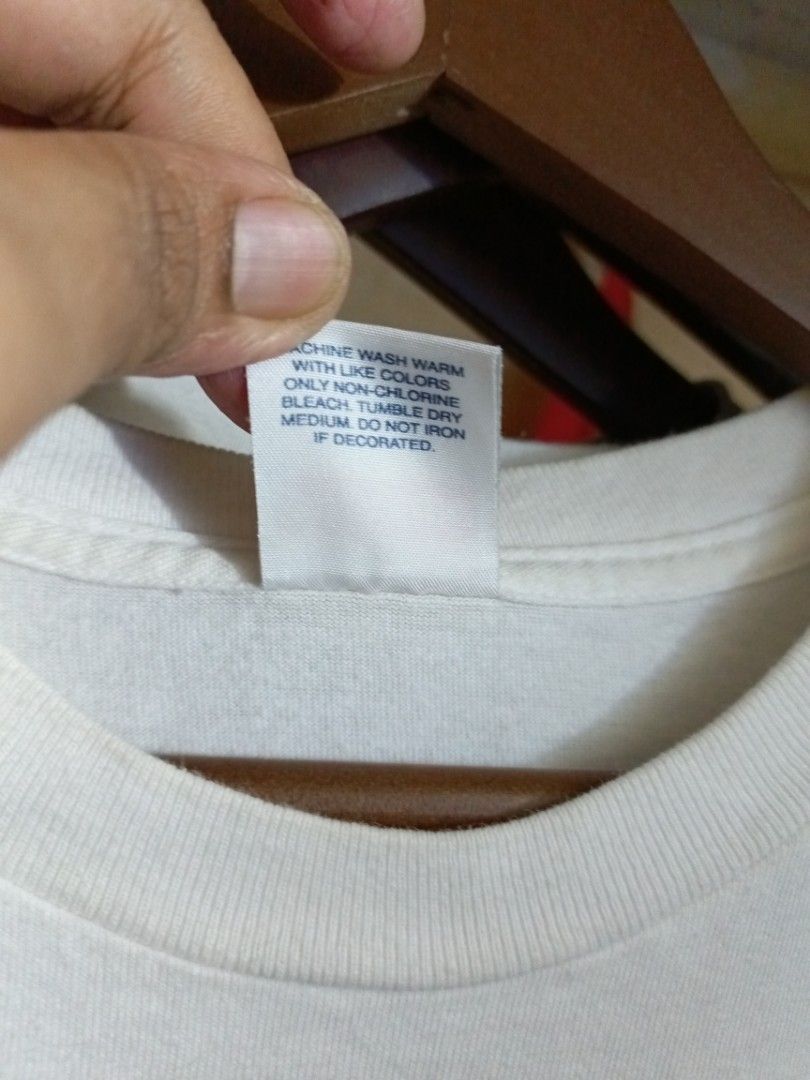 ACHINE WASH WARM
WITH LIKE COLORS
ONLY NON-CHLORINE
BLEACH. TUMBLE DRY
MEDIUM. DO NOT IRON
IF DECORATED.